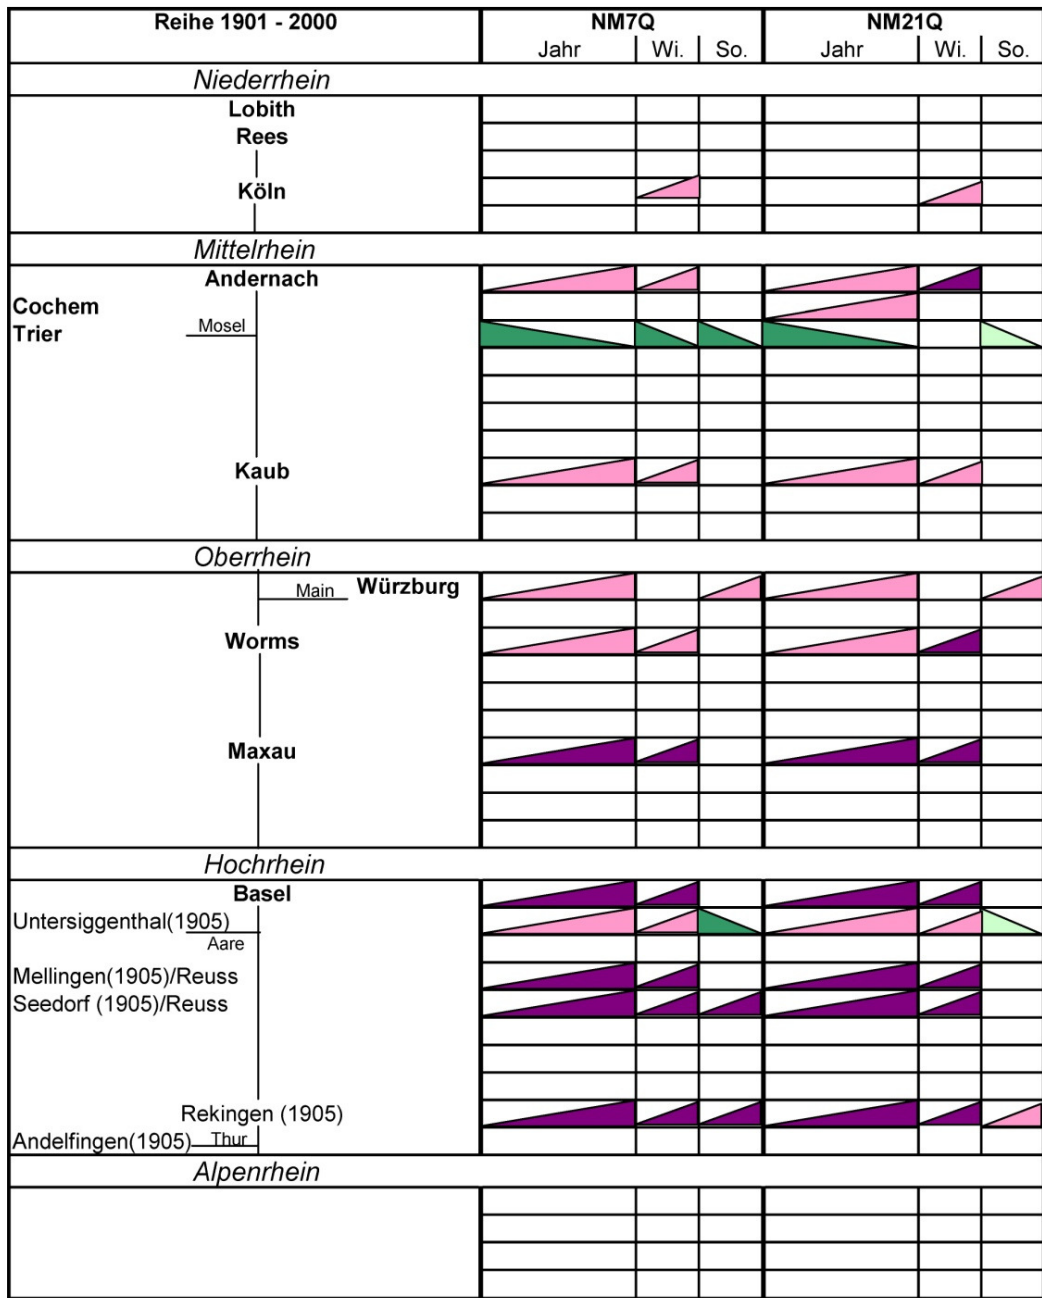 Reihe 1901 - 2000 NM7Q NM21Q
Jahr Wi. So. Jahr Wi. So.
Niederrhein
Lobith
Rees
Köln
Mittelrhein
Andernach
Cochem
Trier Mosel
Kaub
Oberrhein
Main Würzburg
Worms
Maxau
Hochrhein
Basel
Untersiggenthal(1905)
Aare
Mellingen(1905)/Reuss
Seedorf (1905)/Reuss
Rekingen (1905)
Andelfingen(1905) Thur
Alpenrhein